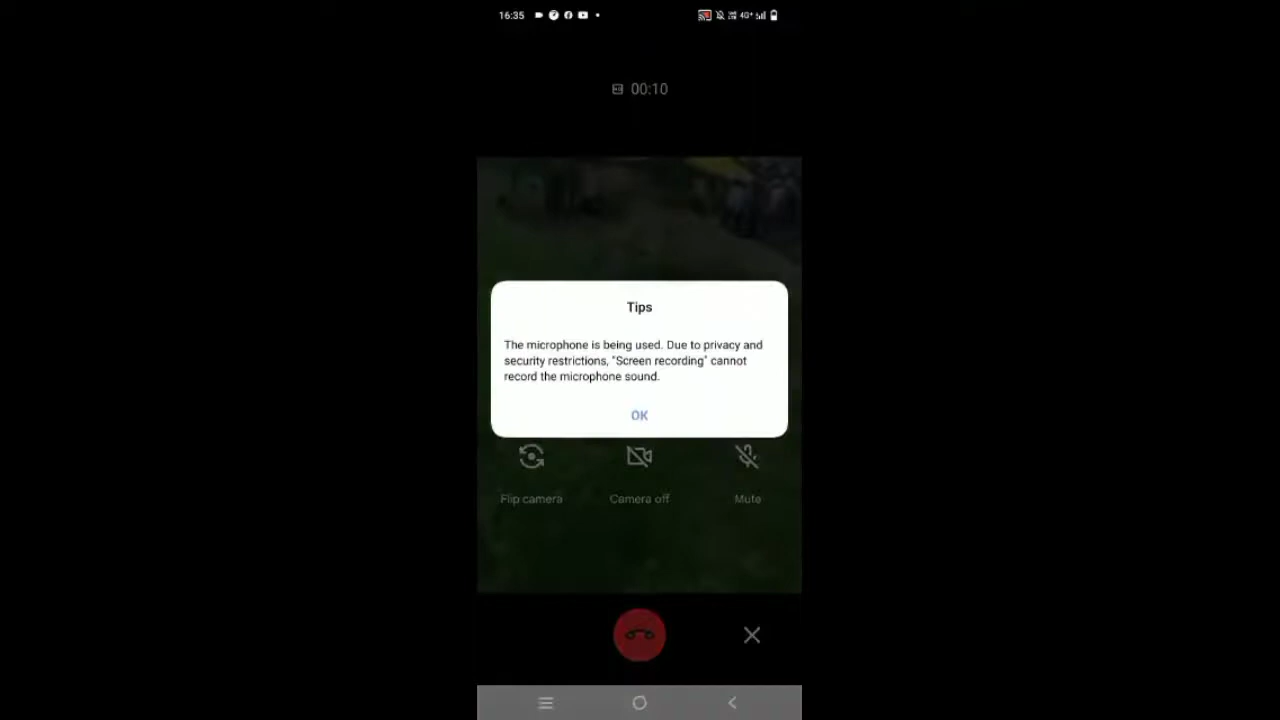 16:35 4G+
00:10
Tips
The microphone is being used. Due to privacy and
security restrictions, "Screen recording" cannot
record the microphone sound.
OK
Flip camera Camera off Mute